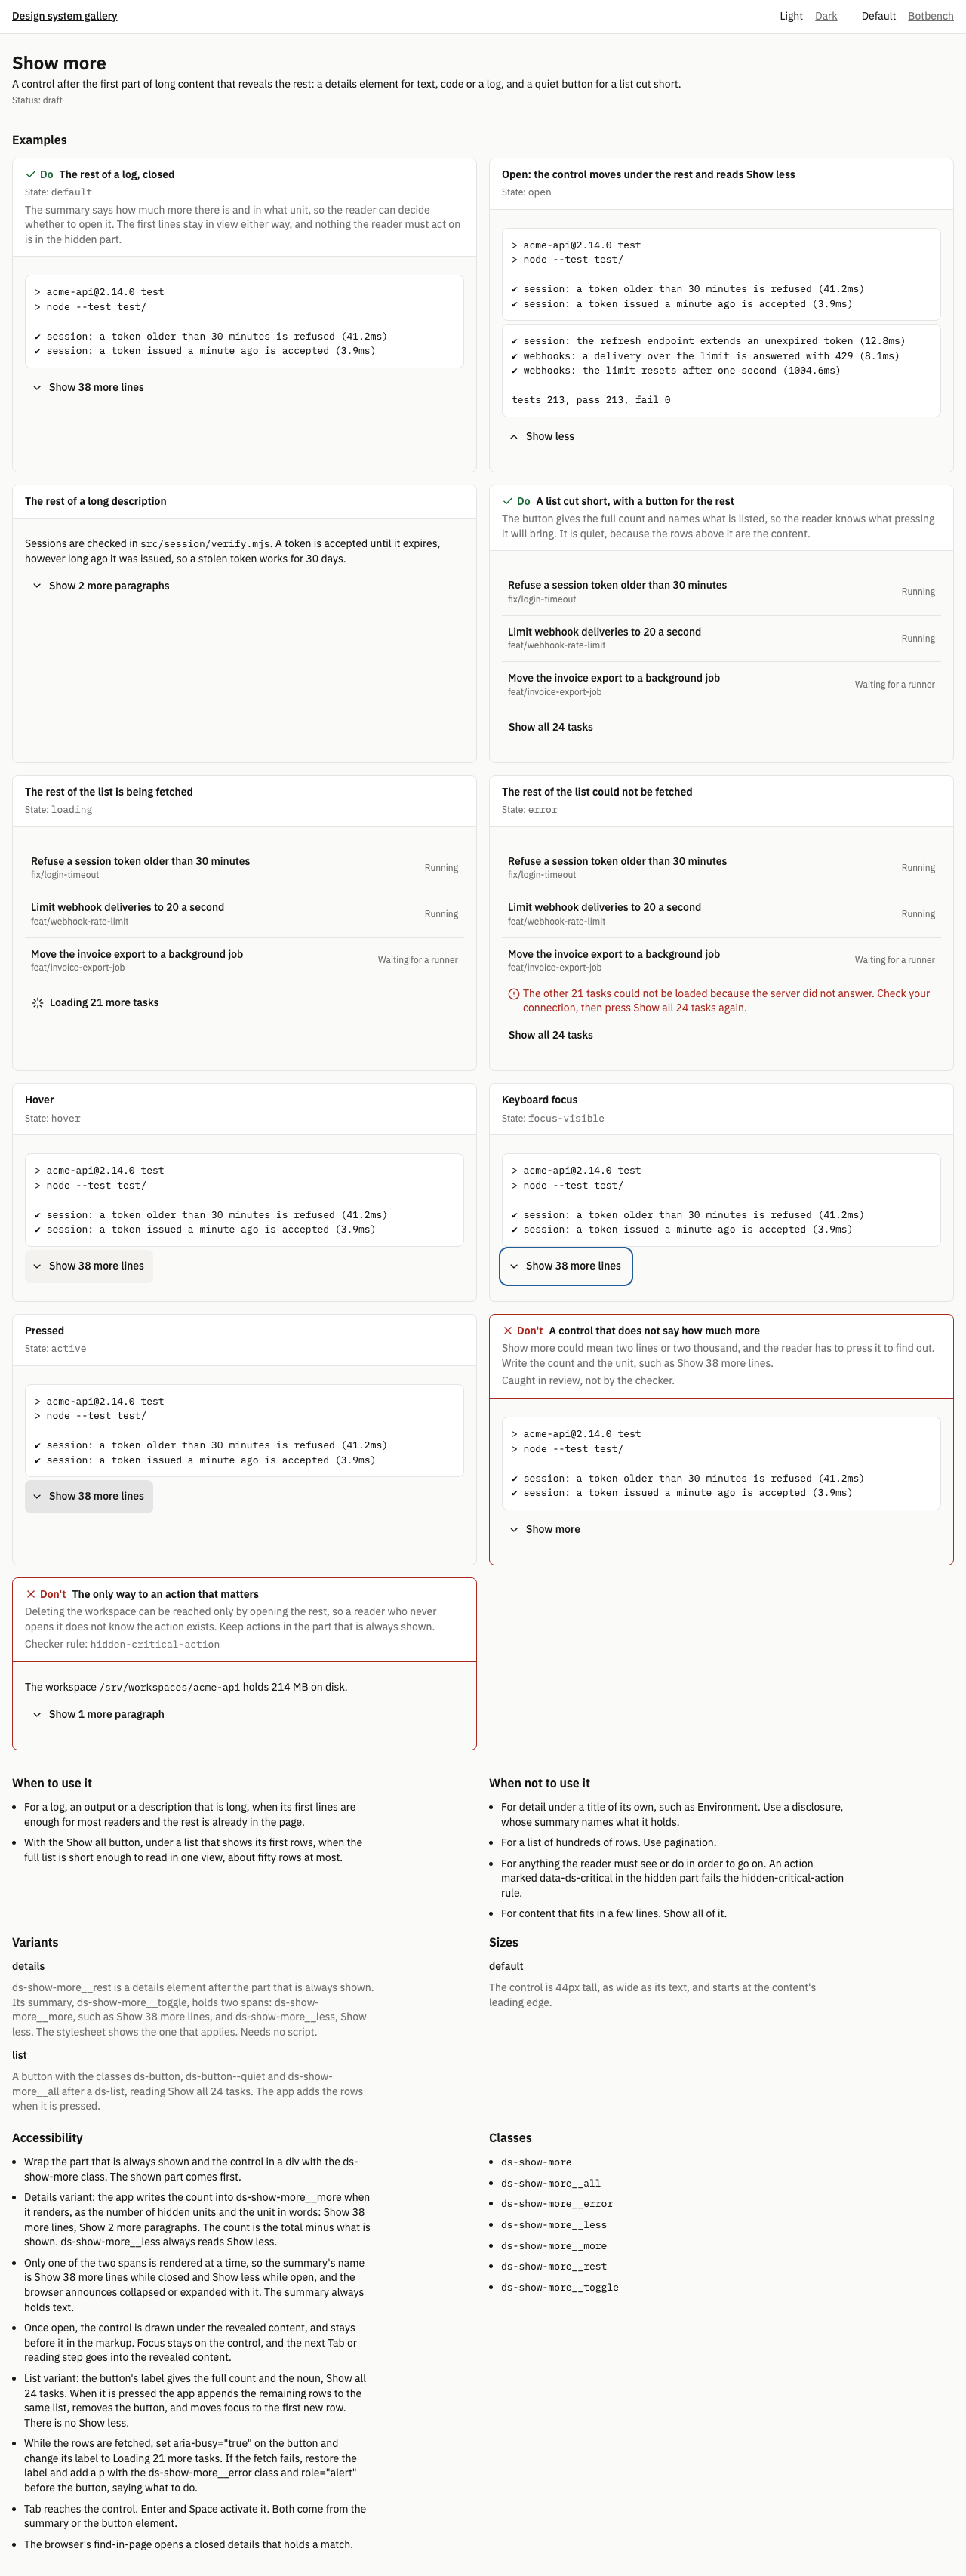 Design system gallery
Light Dark Default Botbench
Show more
A control after the first part of long content that reveals the rest: a details element for text, code or a log, and a quiet button for a list cut short.
Status: draft
Examples
Do The rest of a log, closed
State: default
The summary says how much more there is and in what unit, so the reader can decide
whether to open it. The first lines stay in view either way, and nothing the reader must act on
is in the hidden part.
> acme-api@2.14.0 test
> node --test test/
✔ session: a token older than 30 minutes is refused (41.2ms)
✔ session: a token issued a minute ago is accepted (3.9ms)
Show 38 more lines
Open: the control moves under the rest and reads Show less
State: open
> acme-api@2.14.0 test
> node --test test/
✔ session: a token older than 30 minutes is refused (41.2ms)
✔ session: a token issued a minute ago is accepted (3.9ms)
✔ session: the refresh endpoint extends an unexpired token (12.8ms)
✔ webhooks: a delivery over the limit is answered with 429 (8.1ms)
✔ webhooks: the limit resets after one second (1004.6ms)
tests 213, pass 213, fail 0
Show less
The rest of a long description
Sessions are checked in src/session/verify.mjs. A token is accepted until it expires,
however long ago it was issued, so a stolen token works for 30 days.
Show 2 more paragraphs
Do A list cut short, with a button for the rest
The button gives the full count and names what is listed, so the reader knows what pressing
it will bring. It is quiet, because the rows above it are the content.
Refuse a session token older than 30 minutes
fix/login-timeout
Running
Limit webhook deliveries to 20 a second
feat/webhook-rate-limit
Running
Move the invoice export to a background job
feat/invoice-export-job
Waiting for a runner
Show all 24 tasks
The rest of the list is being fetched
State: loading
Refuse a session token older than 30 minutes
fix/login-timeout
Running
Limit webhook deliveries to 20 a second
feat/webhook-rate-limit
Running
Move the invoice export to a background job
feat/invoice-export-job
Waiting for a runner
Loading 21 more tasks
The rest of the list could not be fetched
State: error
Refuse a session token older than 30 minutes
fix/login-timeout
Running
Limit webhook deliveries to 20 a second
feat/webhook-rate-limit
Running
Move the invoice export to a background job
feat/invoice-export-job
Waiting for a runner
The other 21 tasks could not be loaded because the server did not answer. Check your
connection, then press Show all 24 tasks again.
Show all 24 tasks
Hover
State: hover
> acme-api@2.14.0 test
> node --test test/
✔ session: a token older than 30 minutes is refused (41.2ms)
✔ session: a token issued a minute ago is accepted (3.9ms)
Show 38 more lines
Keyboard focus
State: focus-visible
> acme-api@2.14.0 test
> node --test test/
✔ session: a token older than 30 minutes is refused (41.2ms)
✔ session: a token issued a minute ago is accepted (3.9ms)
Show 38 more lines
Pressed
State: active
> acme-api@2.14.0 test
> node --test test/
✔ session: a token older than 30 minutes is refused (41.2ms)
✔ session: a token issued a minute ago is accepted (3.9ms)
Show 38 more lines
Don't A control that does not say how much more
Show more could mean two lines or two thousand, and the reader has to press it to find out.
Write the count and the unit, such as Show 38 more lines.
Caught in review, not by the checker.
> acme-api@2.14.0 test
> node --test test/
✔ session: a token older than 30 minutes is refused (41.2ms)
✔ session: a token issued a minute ago is accepted (3.9ms)
Show more
Don't The only way to an action that matters
Deleting the workspace can be reached only by opening the rest, so a reader who never
opens it does not know the action exists. Keep actions in the part that is always shown.
Checker rule: hidden-critical-action
The workspace /srv/workspaces/acme-api holds 214 MB on disk.
Show 1 more paragraph
When to use it
• For a log, an output or a description that is long, when its first lines are
enough for most readers and the rest is already in the page.
• With the Show all button, under a list that shows its first rows, when the
full list is short enough to read in one view, about fifty rows at most.
When not to use it
• For detail under a title of its own, such as Environment. Use a disclosure,
whose summary names what it holds.
• For a list of hundreds of rows. Use pagination.
• For anything the reader must see or do in order to go on. An action
marked data-ds-critical in the hidden part fails the hidden-critical-action
rule.
• For content that fits in a few lines. Show all of it.
Variants
details
ds-show-more__rest is a details element after the part that is always shown.
Its summary, ds-show-more__toggle, holds two spans: ds-show-
more__more, such as Show 38 more lines, and ds-show-more__less, Show
less. The stylesheet shows the one that applies. Needs no script.
list
A button with the classes ds-button, ds-button--quiet and ds-show-
more__all after a ds-list, reading Show all 24 tasks. The app adds the rows
when it is pressed.
Sizes
default
The control is 44px tall, as wide as its text, and starts at the content's
leading edge.
Accessibility
• Wrap the part that is always shown and the control in a div with the ds-
show-more class. The shown part comes first.
• Details variant: the app writes the count into ds-show-more__more when
it renders, as the number of hidden units and the unit in words: Show 38
more lines, Show 2 more paragraphs. The count is the total minus what is
shown. ds-show-more__less always reads Show less.
• Only one of the two spans is rendered at a time, so the summary's name
is Show 38 more lines while closed and Show less while open, and the
browser announces collapsed or expanded with it. The summary always
holds text.
• Once open, the control is drawn under the revealed content, and stays
before it in the markup. Focus stays on the control, and the next Tab or
reading step goes into the revealed content.
• List variant: the button's label gives the full count and the noun, Show all
24 tasks. When it is pressed the app appends the remaining rows to the
same list, removes the button, and moves focus to the first new row.
There is no Show less.
• While the rows are fetched, set aria-busy="true" on the button and
change its label to Loading 21 more tasks. If the fetch fails, restore the
label and add a p with the ds-show-more__error class and role="alert"
before the button, saying what to do.
• Tab reaches the control. Enter and Space activate it. Both come from the
summary or the button element.
• The browser's find-in-page opens a closed details that holds a match.
Classes
• ds-show-more
• ds-show-more__all
• ds-show-more__error
• ds-show-more__less
• ds-show-more__more
• ds-show-more__rest
• ds-show-more__toggle